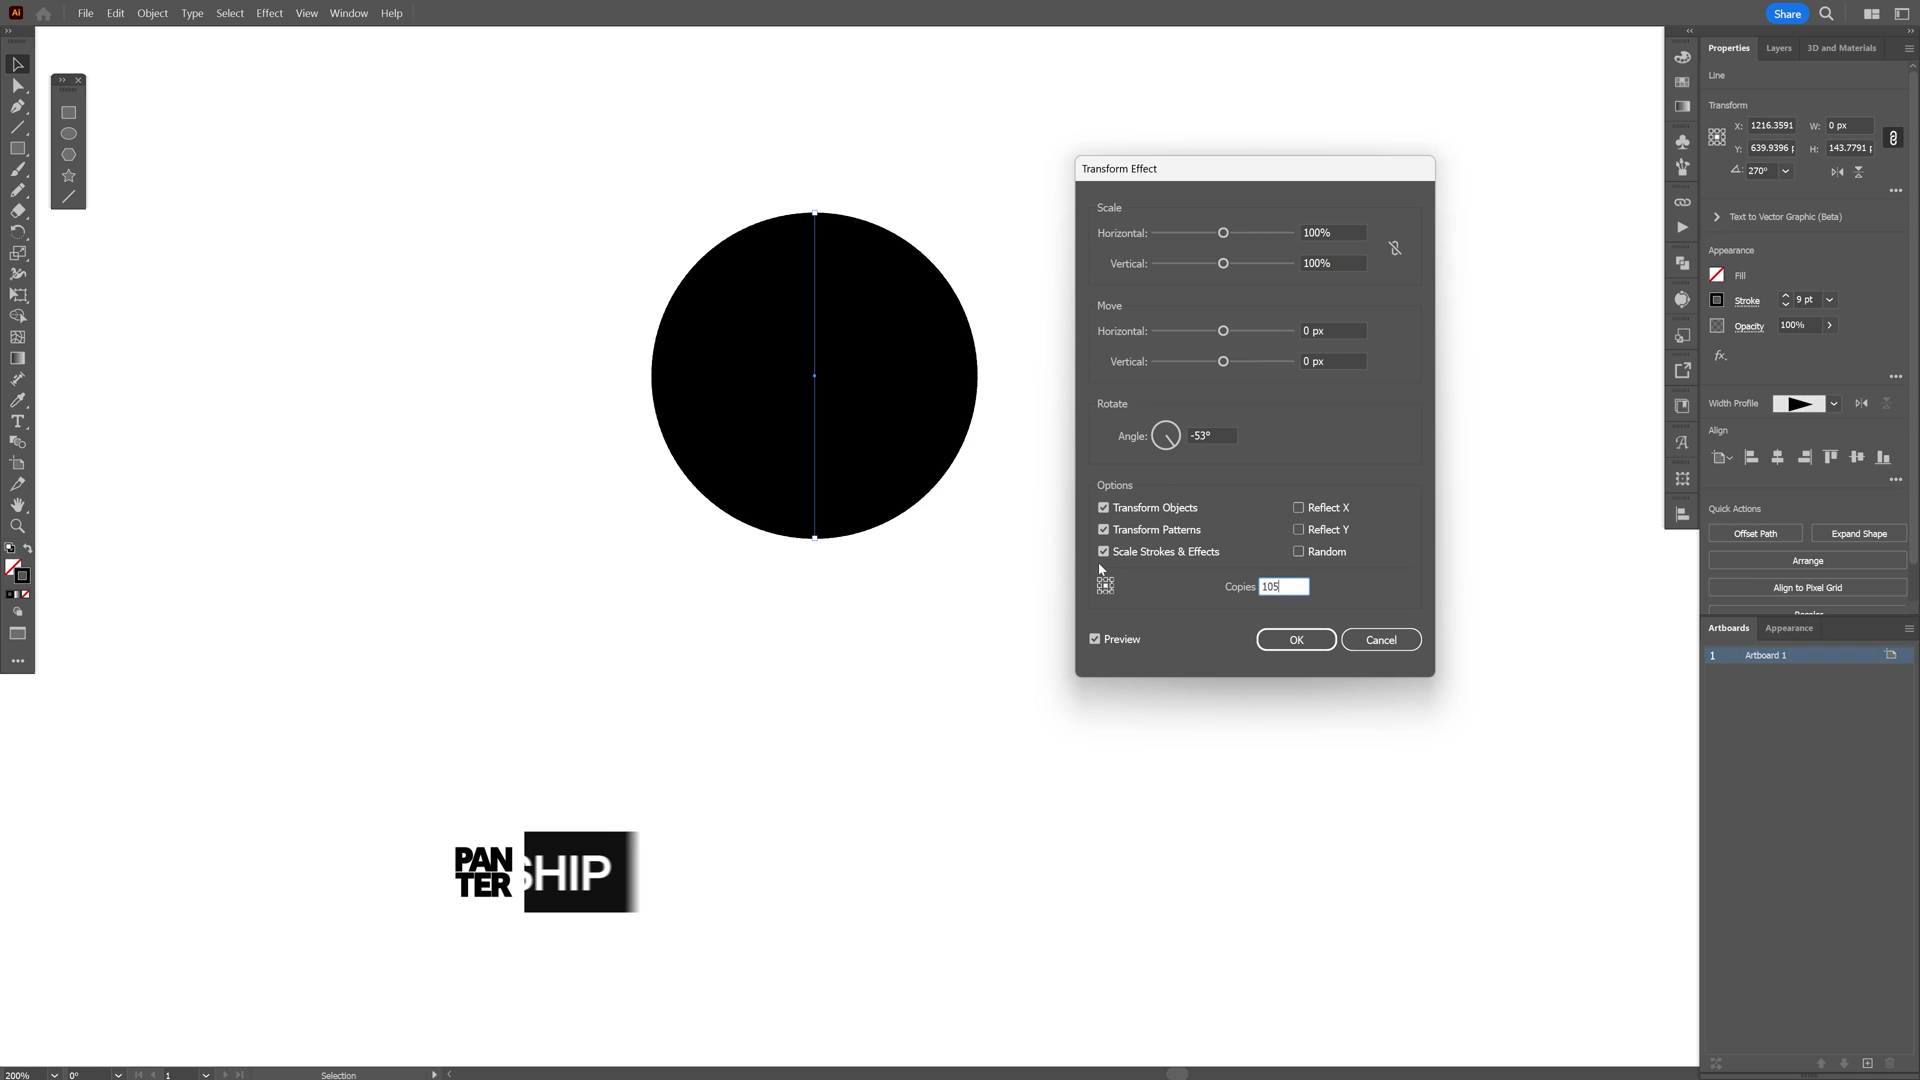 Ai File Edit Object Type Select Effect View Window Help Share
Properties Layers 3D and Materials
Line
Transform
X: 1216.3591 W: 0 px
Y: 639.9396 p H: 143.7791 p
270°
Text to Vector Graphic (Beta)
Appearance
Fill
Stroke 9 pt
Opacity 100%
fx.
Width Profile
Align
Quick Actions
Offset Path Expand Shape
Arrange
Align to Pixel Grid
Artboards Appearance
1 Artboard 1
Transform Effect
Scale
Horizontal: 100%
Vertical: 100%
Move
Horizontal: 0 px
Vertical: 0 px
Rotate
Angle: -53°
Options
Transform Objects Reflect X
Transform Patterns Reflect Y
Scale Strokes & Effects Random
Copies 105
Preview OK Cancel
PAN
TER
SHIP
200% 0° 1 Selection